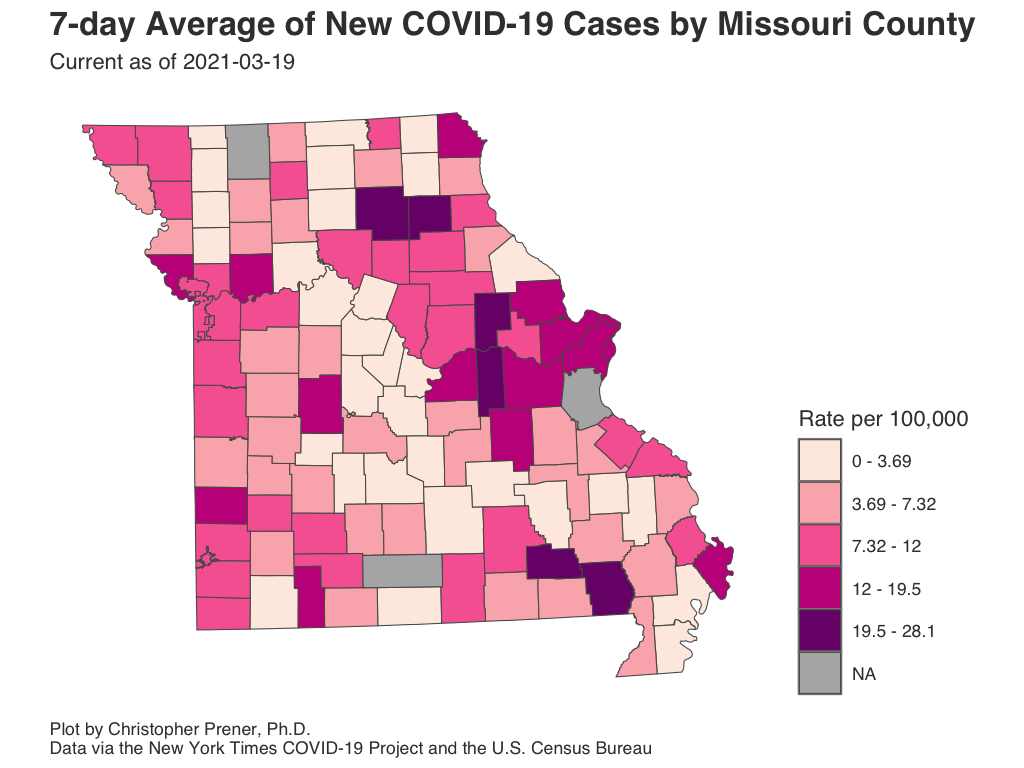 7-day Average of New COVID-19 Cases by Missouri County
Current as of 2021-03-19
Rate per 100,000
0 - 3.69
3.69 - 7.32
7.32 - 12
12 - 19.5
19.5 - 28.1
NA
Plot by Christopher Prener, Ph.D.
Data via the New York Times COVID-19 Project and the U.S. Census Bureau